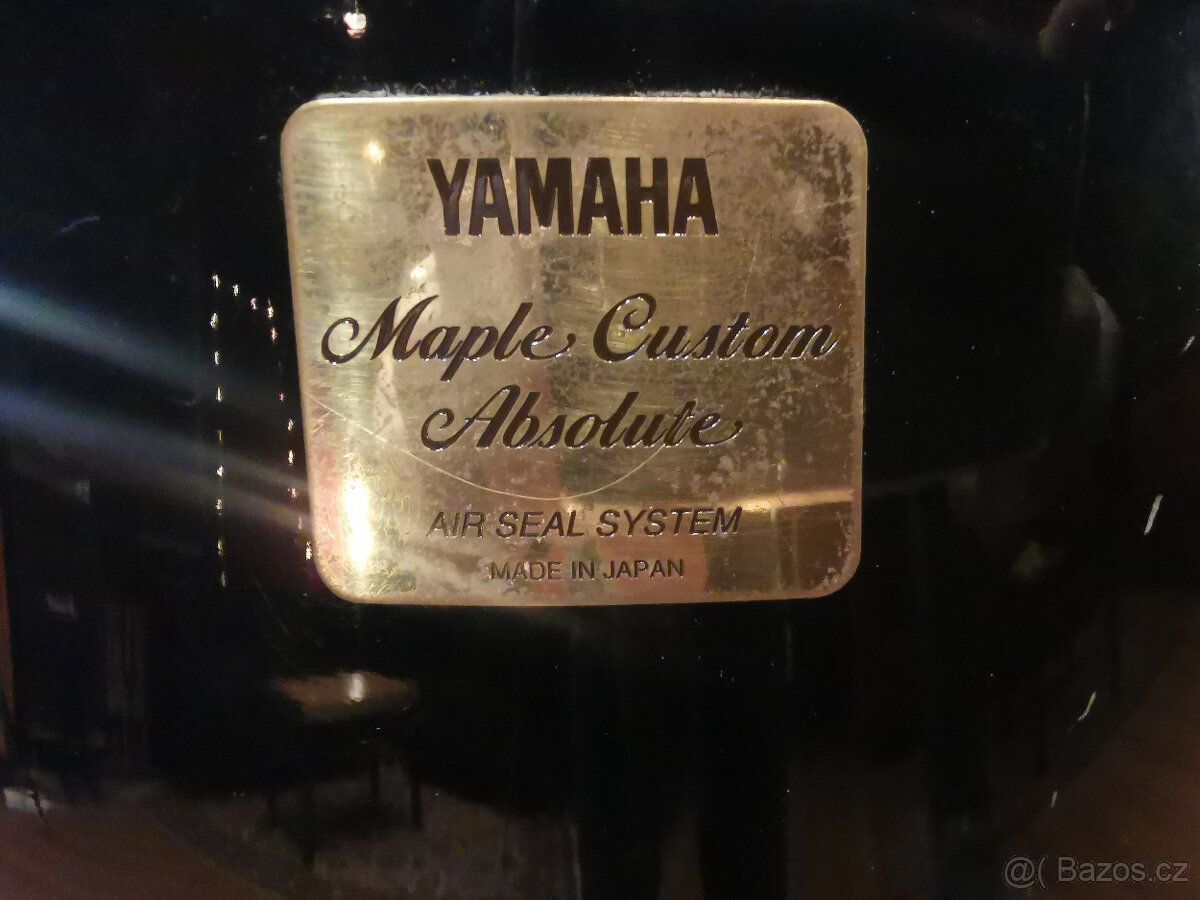 YAMAHA
Maple Custom
Absolute
AIR SEAL SYSTEM
MADE IN JAPAN
@( Bazos.cz